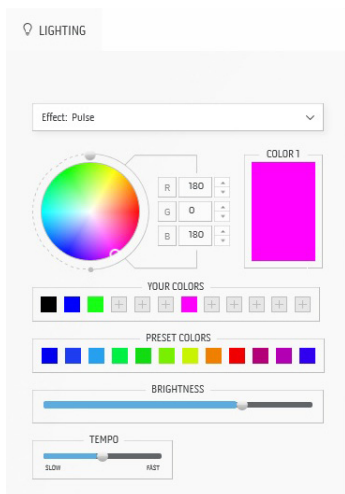 LIGHTING
Effect: Pulse
COLOR 1
R 180
G 0
B 180
YOUR COLORS
PRESET COLORS
BRIGHTNESS
TEMPO
SLOW FAST